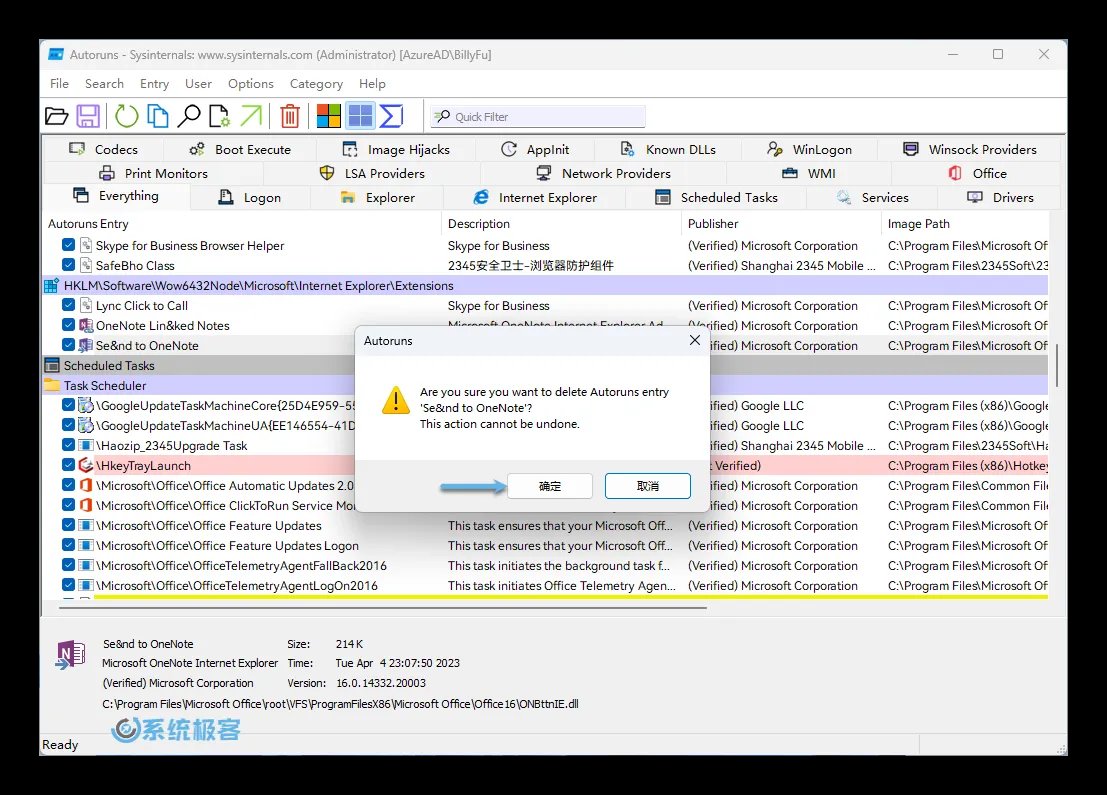 Autoruns - Sysinternals: www.sysinternals.com (Administrator) [AzureAD\BillyFu]
File Search Entry User Options Category Help
Quick Filter
Codecs Boot Execute Image Hijacks AppInit Known DLLs WinLogon Winsock Providers
Print Monitors LSA Providers Network Providers WMI Office
Everything Logon Explorer Internet Explorer Scheduled Tasks Services Drivers
Autoruns Entry Description Publisher Image Path
Skype for Business Browser Helper Skype for Business (Verified) Microsoft Corporation C:\Program Files\Microsoft Of
SafeBho Class 2345安全卫士-浏览器防护组件 (Verified) Shanghai 2345 Mobile ... C:\Program Files\2345Soft\23
HKLM\Software\Wow6432Node\Microsoft\Internet Explorer\Extensions
Lync Click to Call Skype for Business (Verified) Microsoft Corporation C:\Program Files\Microsoft Of
OneNote Lin&ked Notes Microsoft OneNote Internet Explorer Ad... ified) Microsoft Corporation C:\Program Files\Microsoft Of
Se&nd to OneNote ified) Microsoft Corporation C:\Program Files\Microsoft Of
Scheduled Tasks
Task Scheduler
\GoogleUpdateTaskMachineCore{25D4E959-55 ified) Google LLC C:\Program Files (x86)\Google
\GoogleUpdateTaskMachineUA{EE146554-41D ified) Google LLC C:\Program Files (x86)\Google
\Haozip_2345Upgrade Task ified) Shanghai 2345 Mobile ... C:\Program Files\2345Soft\Ha
\HkeyTrayLaunch t Verified) C:\Program Files (x86)\Hotkey
\Microsoft\Office\Office Automatic Updates 2.0 ified) Microsoft Corporation C:\Program Files\Common File
\Microsoft\Office\Office ClickToRun Service Mo ified) Microsoft Corporation C:\Program Files\Common File
\Microsoft\Office\Office Feature Updates This task ensures that your Microsoft Off... (Verified) Microsoft Corporation C:\Program Files\Microsoft Of
\Microsoft\Office\Office Feature Updates Logon This task ensures that your Microsoft Off... (Verified) Microsoft Corporation C:\Program Files\Microsoft Of
\Microsoft\Office\OfficeTelemetryAgentFallBack2016 This task initiates the background task f... (Verified) Microsoft Corporation C:\Program Files\Microsoft Of
\Microsoft\Office\OfficeTelemetryAgentLogOn2016 This task initiates Office Telemetry Agen... (Verified) Microsoft Corporation C:\Program Files\Microsoft Of
Autoruns
Are you sure you want to delete Autoruns entry
'Se&nd to OneNote'?
This action cannot be undone.
确定 取消
Se&nd to OneNote Size: 214 K
Microsoft OneNote Internet Explorer Time: Tue Apr 4 23:07:50 2023
(Verified) Microsoft Corporation Version: 16.0.14332.20003
C:\Program Files\Microsoft Office\root\VFS\ProgramFilesX86\Microsoft Office\Office16\ONBttnIE.dll
系统极客
Ready